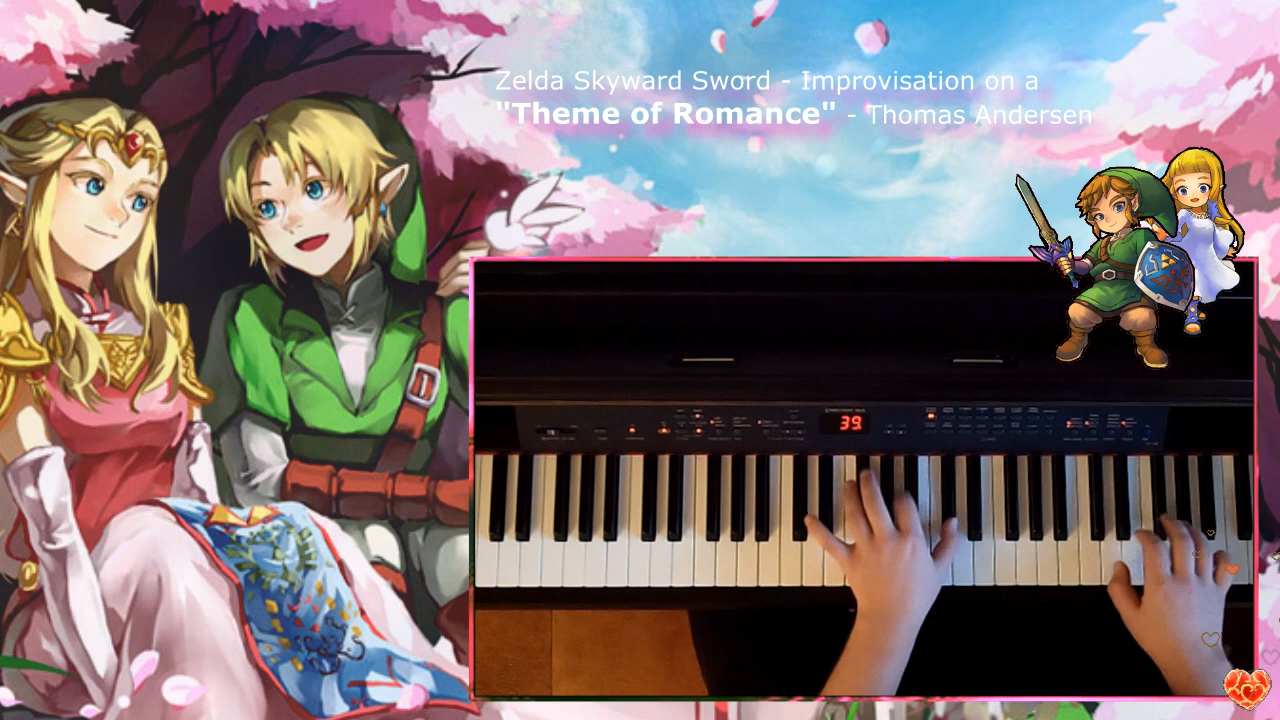 Zelda Skyward Sword - Improvisation on a
"Theme of Romance" - Thomas Andersen
39